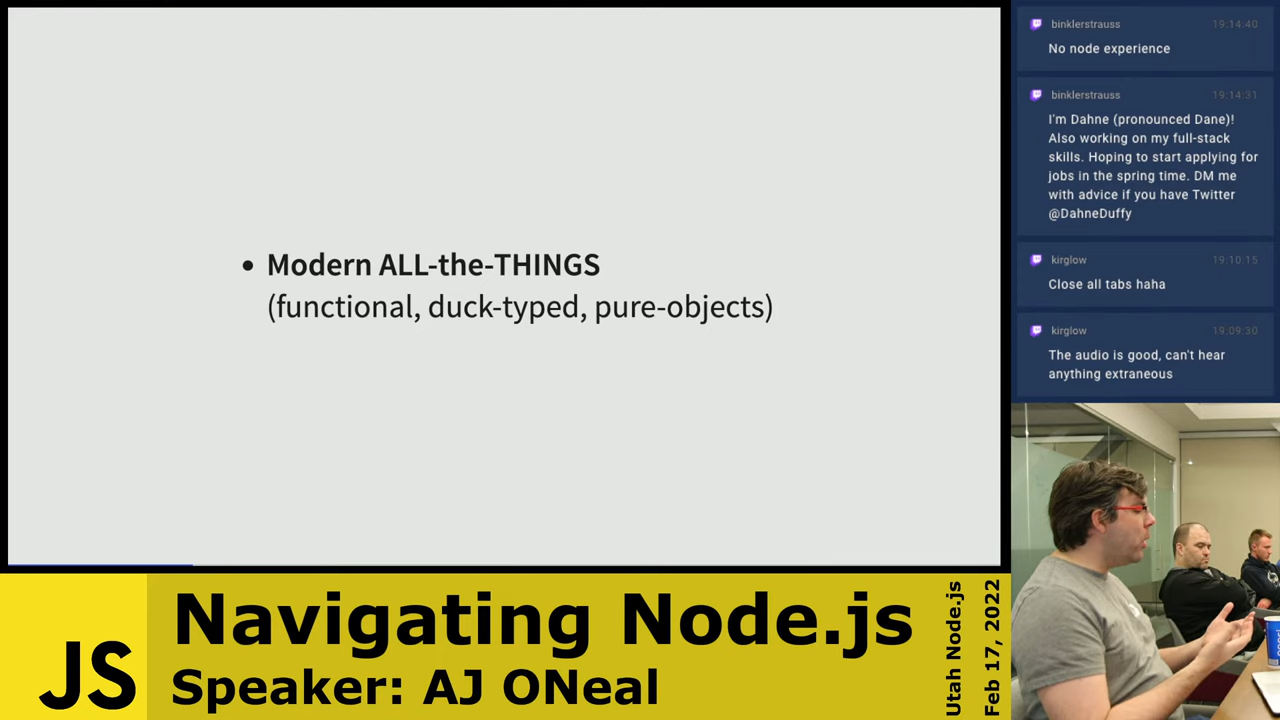 • Modern ALL-the-THINGS
(functional, duck-typed, pure-objects)
binklerstrauss 19:14:40
No node experience
binklerstrauss 19:14:31
I'm Dahne (pronounced Dane)!
Also working on my full-stack
skills. Hoping to start applying for
jobs in the spring time. DM me
with advice if you have Twitter
@DahneDuffy
kirglow 19:10:15
Close all tabs haha
kirglow 19:09:30
The audio is good, can't hear
anything extraneous
JS
Navigating Node.js
Speaker: AJ ONeal
Utah Node.js
Feb 17, 2022